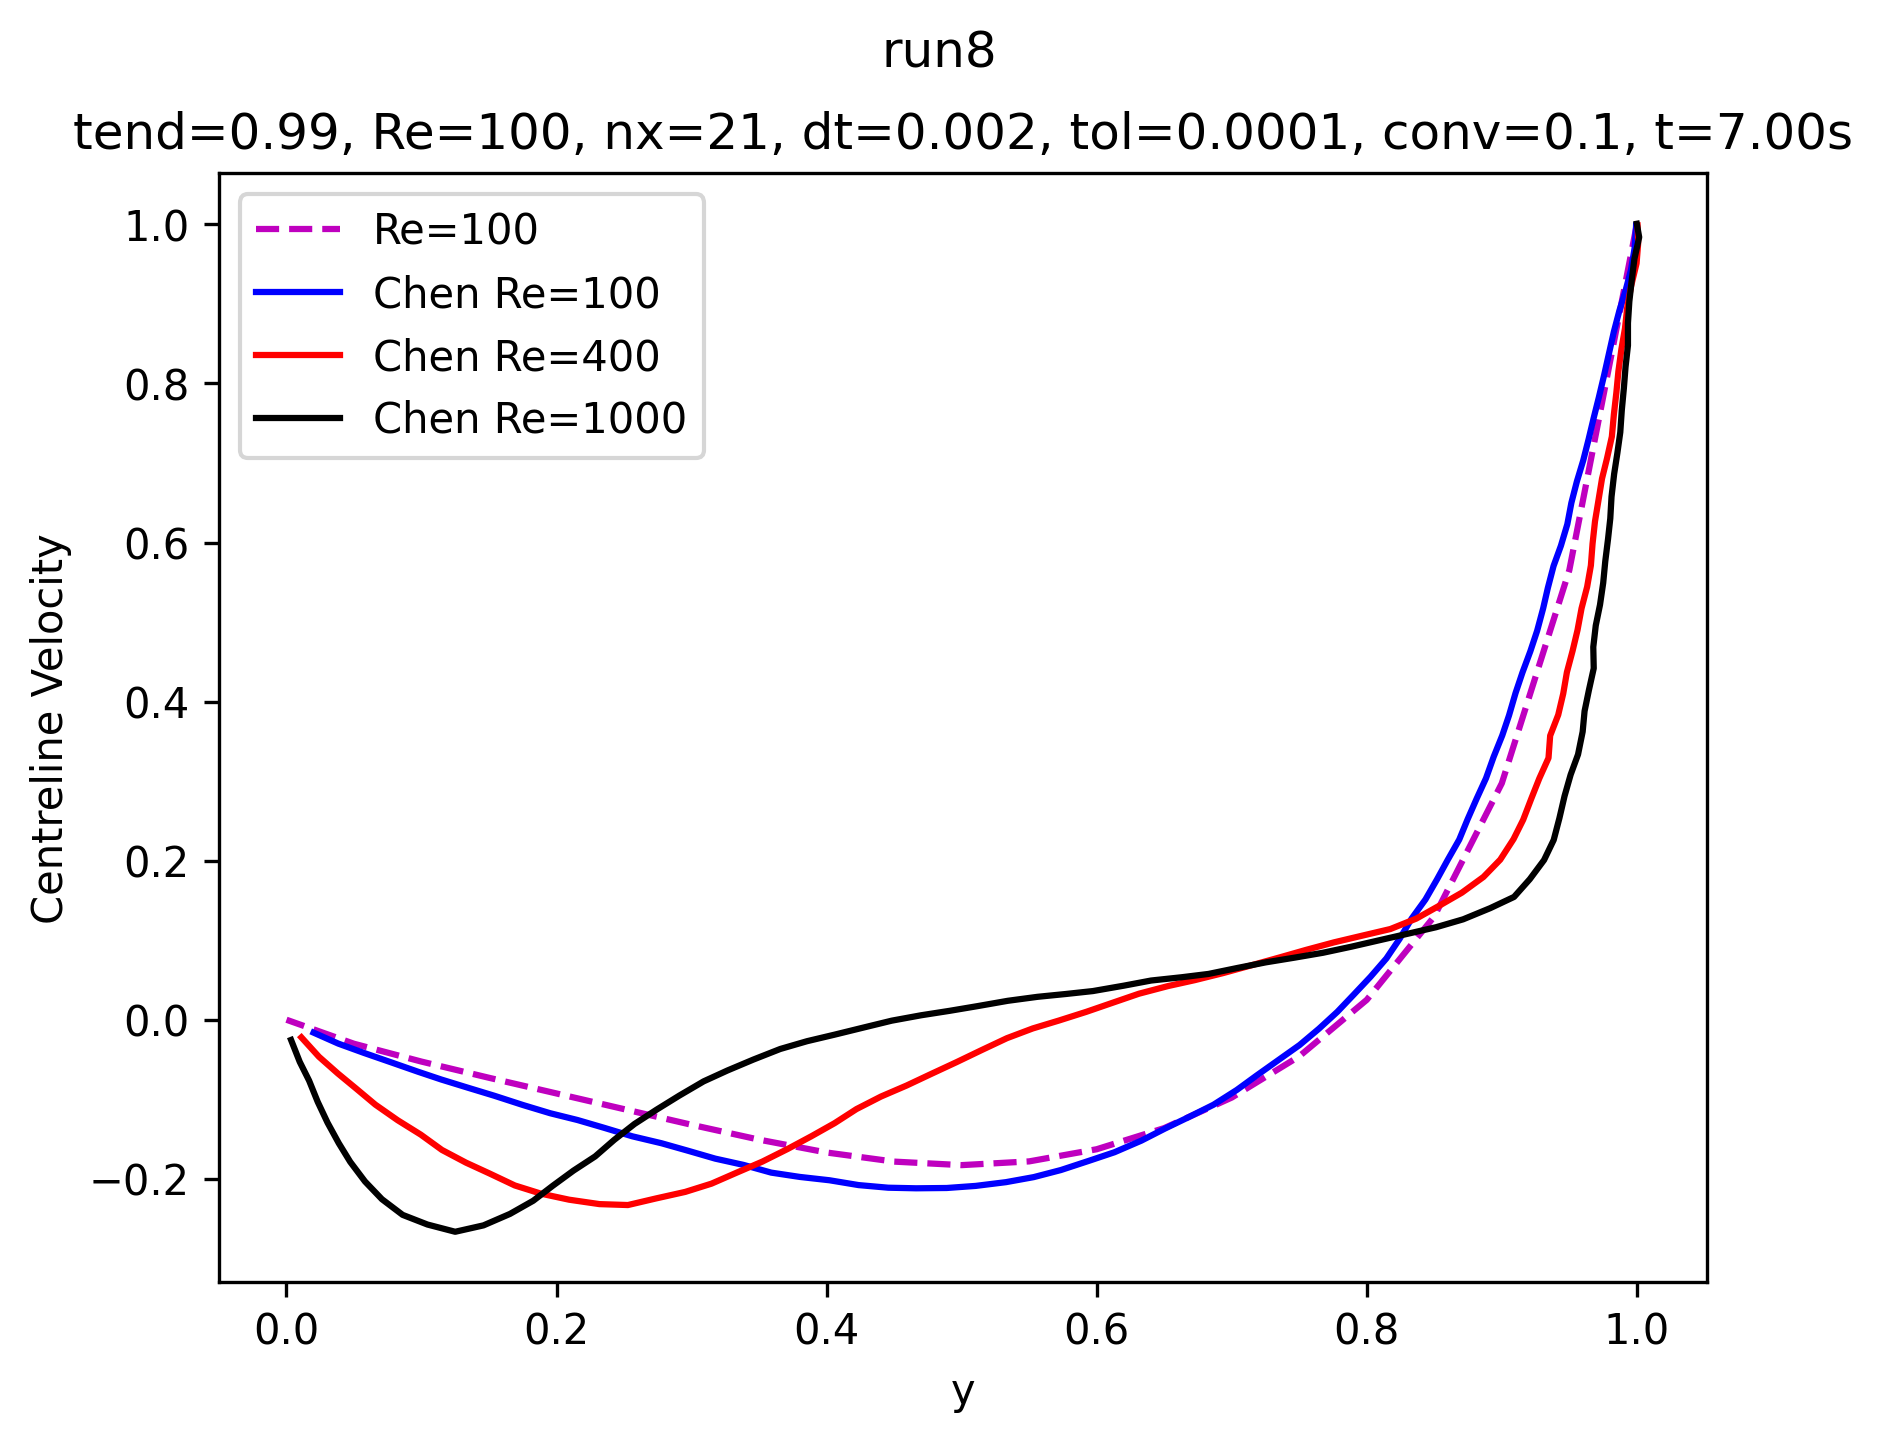 run8
tend=0.99, Re=100, nx=21, dt=0.002, tol=0.0001, conv=0.1, t=7.00s
Re=100
Chen Re=100
Chen Re=400
Chen Re=1000
Centreline Velocity
1.0
0.8
0.6
0.4
0.2
0.0
−0.2
0.0 0.2 0.4 0.6 0.8 1.0
y